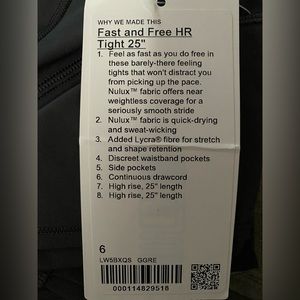 WHY WE MADE THIS
Fast and Free HR
Tight 25"
1. Feel as fast as you do free in
these barely-there feeling
tights that won't distract you
from picking up the pace.
Nulux™ fabric offers near
weightless coverage for a
seriously smooth stride
2. Nulux™ fabric is quick-drying
and sweat-wicking
3. Added Lycra® fibre for stretch
and shape retention
4. Discreet waistband pockets
5. Side pockets
6. Continuous drawcord
7. High rise, 25" length
8. High rise, 25" length
6
LW5BXQS GGRE
000114829518